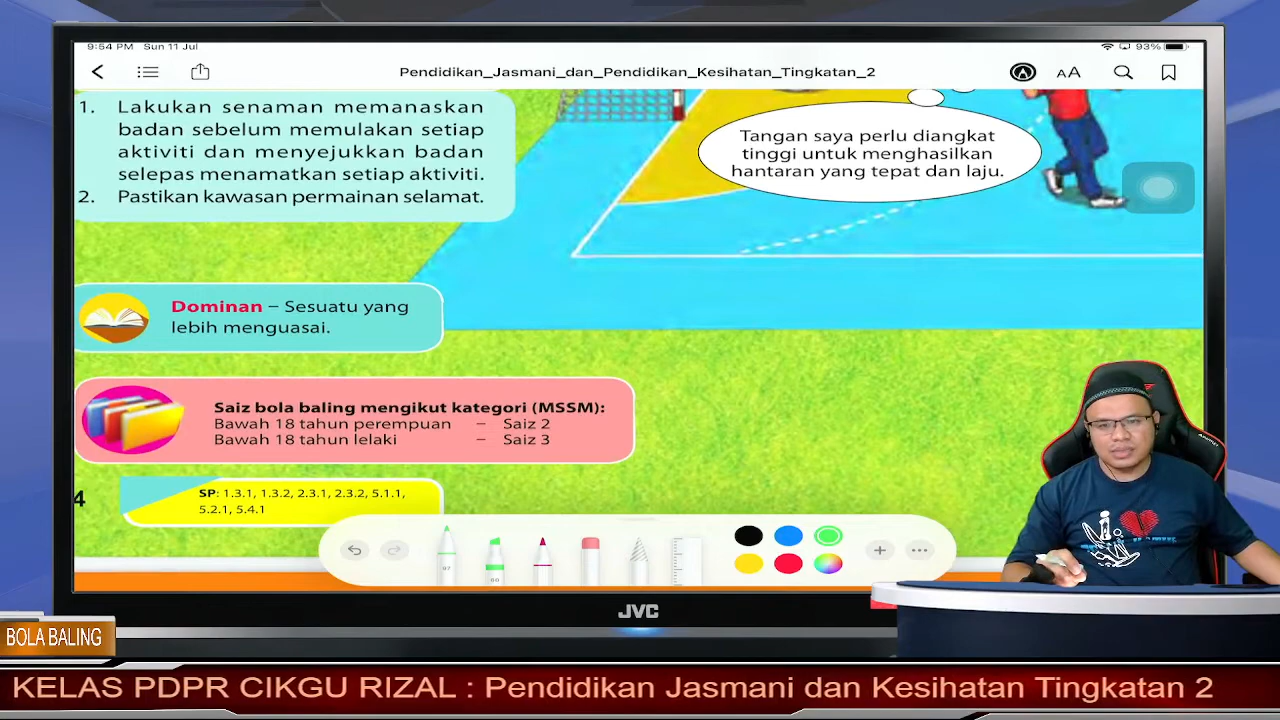 9:54 PM Sun 11 Jul
93%
Pendidikan_Jasmani_dan_Pendidikan_Kesihatan_Tingkatan_2
AA
1. Lakukan senaman memanaskan
badan sebelum memulakan setiap
aktiviti dan menyejukkan badan
selepas menamatkan setiap aktiviti.
2. Pastikan kawasan permainan selamat.
Tangan saya perlu diangkat
tinggi untuk menghasilkan
hantaran yang tepat dan laju.
Dominan – Sesuatu yang
lebih menguasai.
Saiz bola baling mengikut kategori (MSSM):
Bawah 18 tahun perempuan – Saiz 2
Bawah 18 tahun lelaki – Saiz 3
4
SP: 1.3.1, 1.3.2, 2.3.1, 2.3.2, 5.1.1,
5.2.1, 5.4.1
JVC
BOLA BALING
KELAS PDPR CIKGU RIZAL : Pendidikan Jasmani dan Kesihatan Tingkatan 2